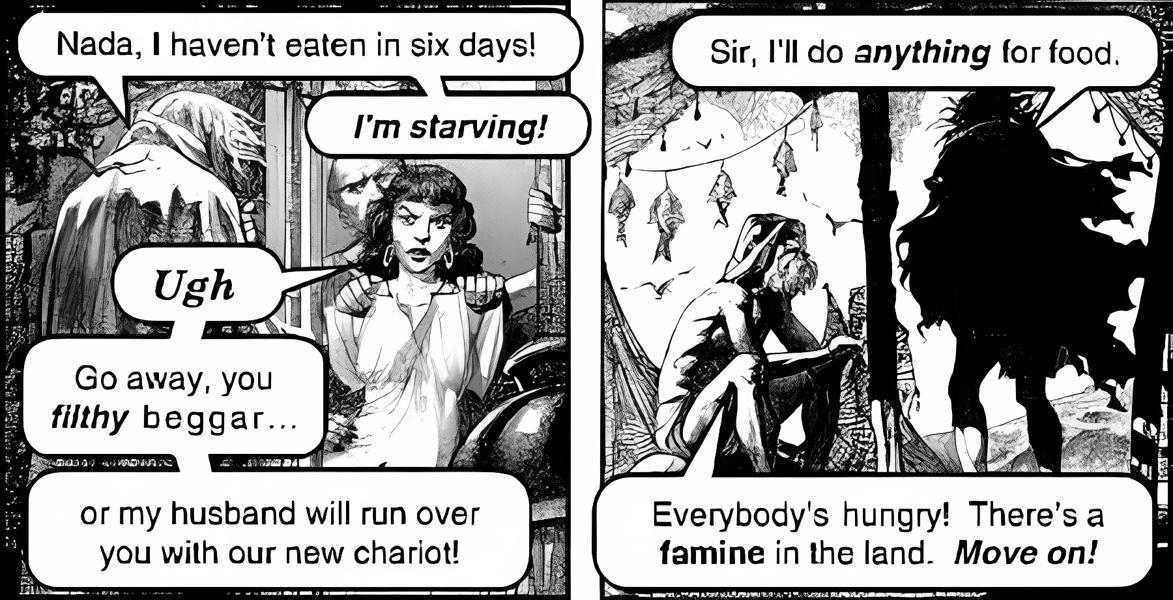 Nada, I haven't eaten in six days!
I'm starving!
Ugh
Go away, you
filthy beggar...
or my husband will run over
you with our new chariot!
Sir, I'll do anything for food.
Everybody's hungry! There's a
famine in the land. Move on!